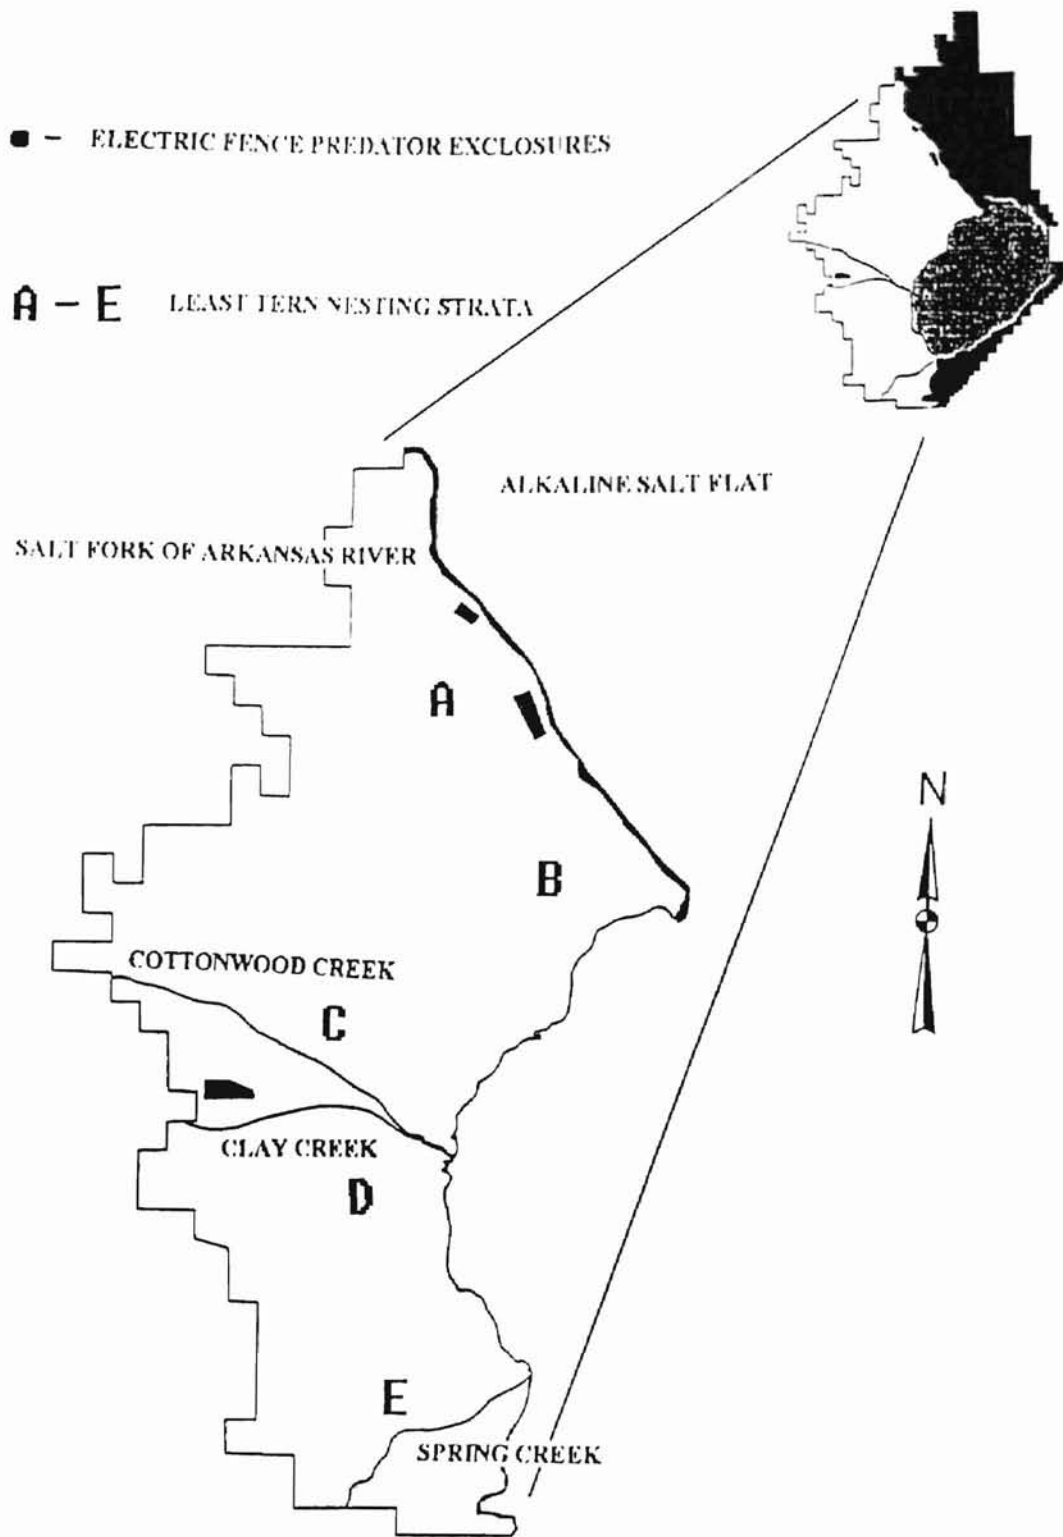 - ELECTRIC FENCE PREDATOR EXCLOSURES
A - E LEAST TERN NESTING STRATA
ALKALINE SALT FLAT
SALT FORK OF ARKANSAS RIVER
A
N
B
COTTONWOOD CREEK
C
CLAY CREEK
D
E
SPRING CREEK